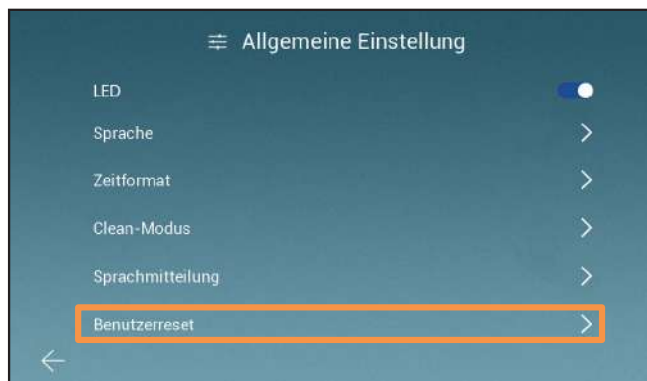 Allgemeine Einstellung
LED
Sprache
Zeitformat
Clean-Modus
Sprachmitteilung
Benutzerreset